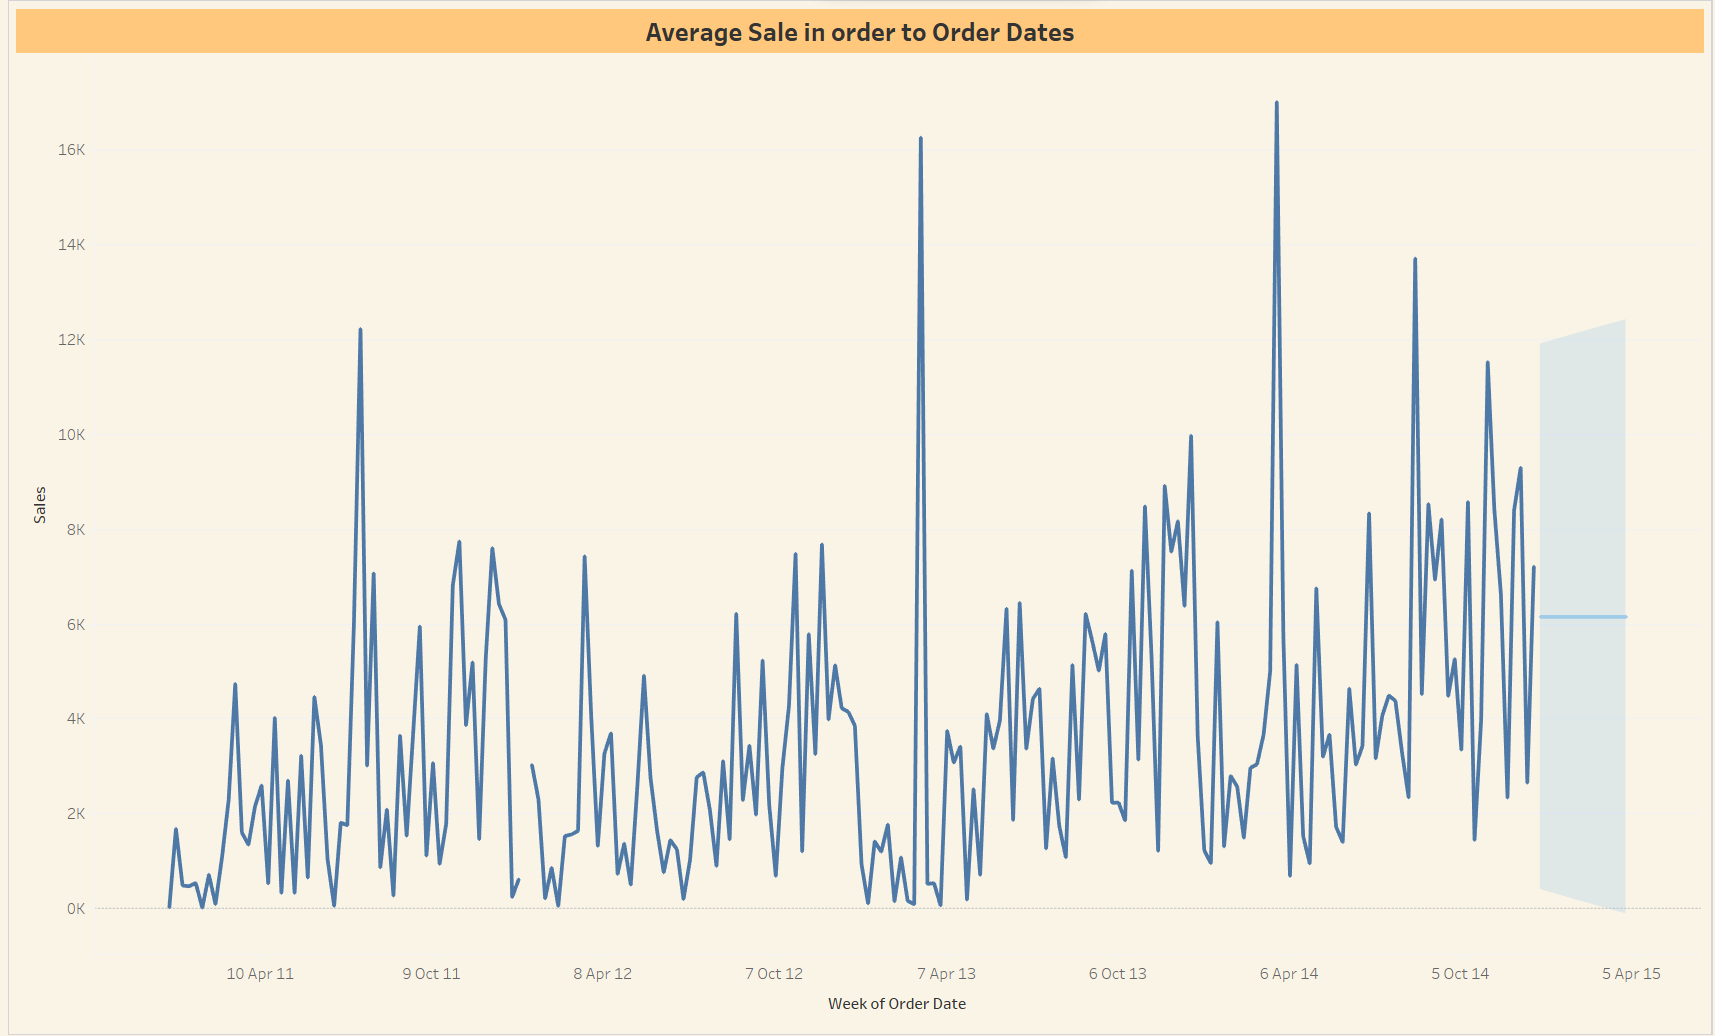 Average Sale in order to Order Dates
16K
14K
12K
10K
Sales
8K
6K
4K
2K
0K
10 Apr 11 9 Oct 11 8 Apr 12 7 Oct 12 7 Apr 13 6 Oct 13 6 Apr 14 5 Oct 14 5 Apr 15
Week of Order Date